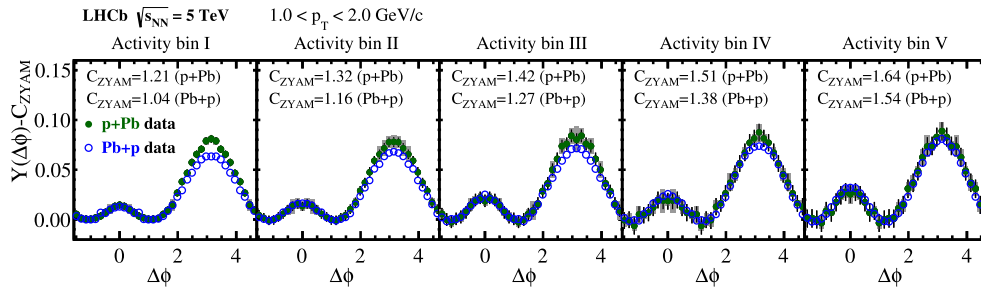 LHCb √s_NN = 5 TeV 1.0 < p_T < 2.0 GeV/c
Activity bin I Activity bin II Activity bin III Activity bin IV Activity bin V
C_ZYAM=1.21 (p+Pb) C_ZYAM=1.32 (p+Pb) C_ZYAM=1.42 (p+Pb) C_ZYAM=1.51 (p+Pb) C_ZYAM=1.64 (p+Pb)
C_ZYAM=1.04 (Pb+p) C_ZYAM=1.16 (Pb+p) C_ZYAM=1.27 (Pb+p) C_ZYAM=1.38 (Pb+p) C_ZYAM=1.54 (Pb+p)
p+Pb data
Pb+p data
Y(Δϕ)-C_ZYAM
0.15
0.10
0.05
0.00
0 2 4 0 2 4 0 2 4 0 2 4 0 2 4
Δϕ Δϕ Δϕ Δϕ Δϕ